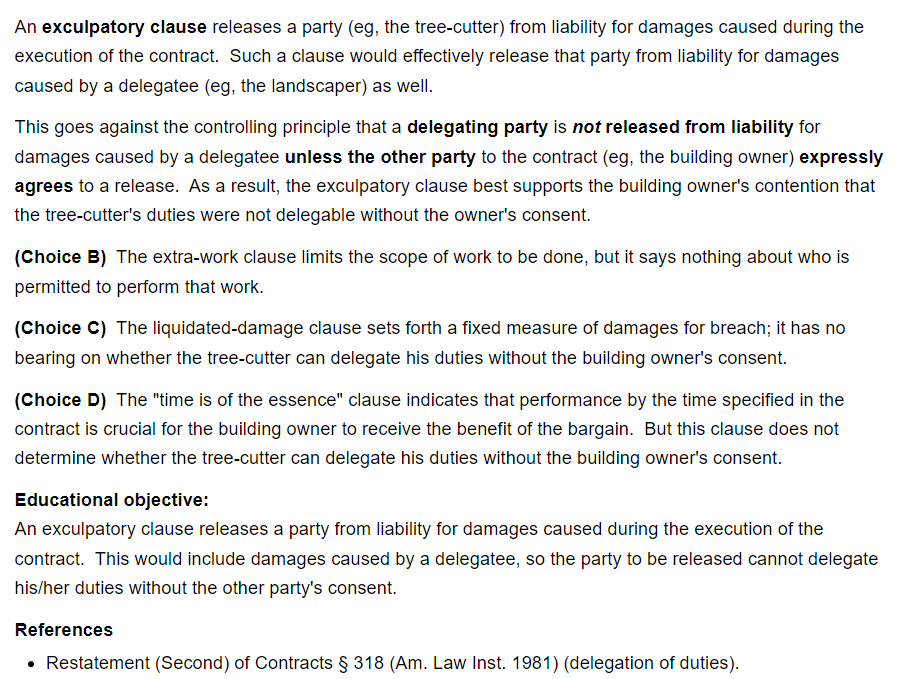 An exculpatory clause releases a party (eg, the tree-cutter) from liability for damages caused during the
execution of the contract.  Such a clause would effectively release that party from liability for damages
caused by a delegatee (eg, the landscaper) as well.
This goes against the controlling principle that a delegating party is not released from liability for
damages caused by a delegatee unless the other party to the contract (eg, the building owner) expressly
agrees to a release.  As a result, the exculpatory clause best supports the building owner's contention that
the tree-cutter's duties were not delegable without the owner's consent.
(Choice B)  The extra-work clause limits the scope of work to be done, but it says nothing about who is
permitted to perform that work.
(Choice C)  The liquidated-damage clause sets forth a fixed measure of damages for breach; it has no
bearing on whether the tree-cutter can delegate his duties without the building owner's consent.
(Choice D)  The "time is of the essence" clause indicates that performance by the time specified in the
contract is crucial for the building owner to receive the benefit of the bargain.  But this clause does not
determine whether the tree-cutter can delegate his duties without the building owner's consent.
Educational objective:
An exculpatory clause releases a party from liability for damages caused during the execution of the
contract.  This would include damages caused by a delegatee, so the party to be released cannot delegate
his/her duties without the other party's consent.
References
• Restatement (Second) of Contracts § 318 (Am. Law Inst. 1981) (delegation of duties).